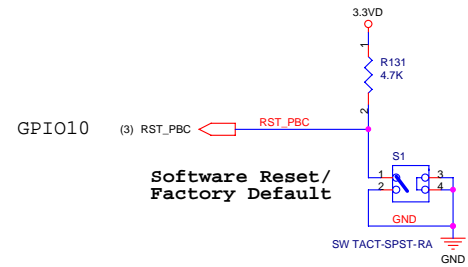 3.3VD
1
R131
4.7K
2
GPIO10
(3) RST_PBC
RST_PBC
S1
Software Reset/
Factory Default
1
3
2
4
GND
SW TACT-SPST-RA
GND